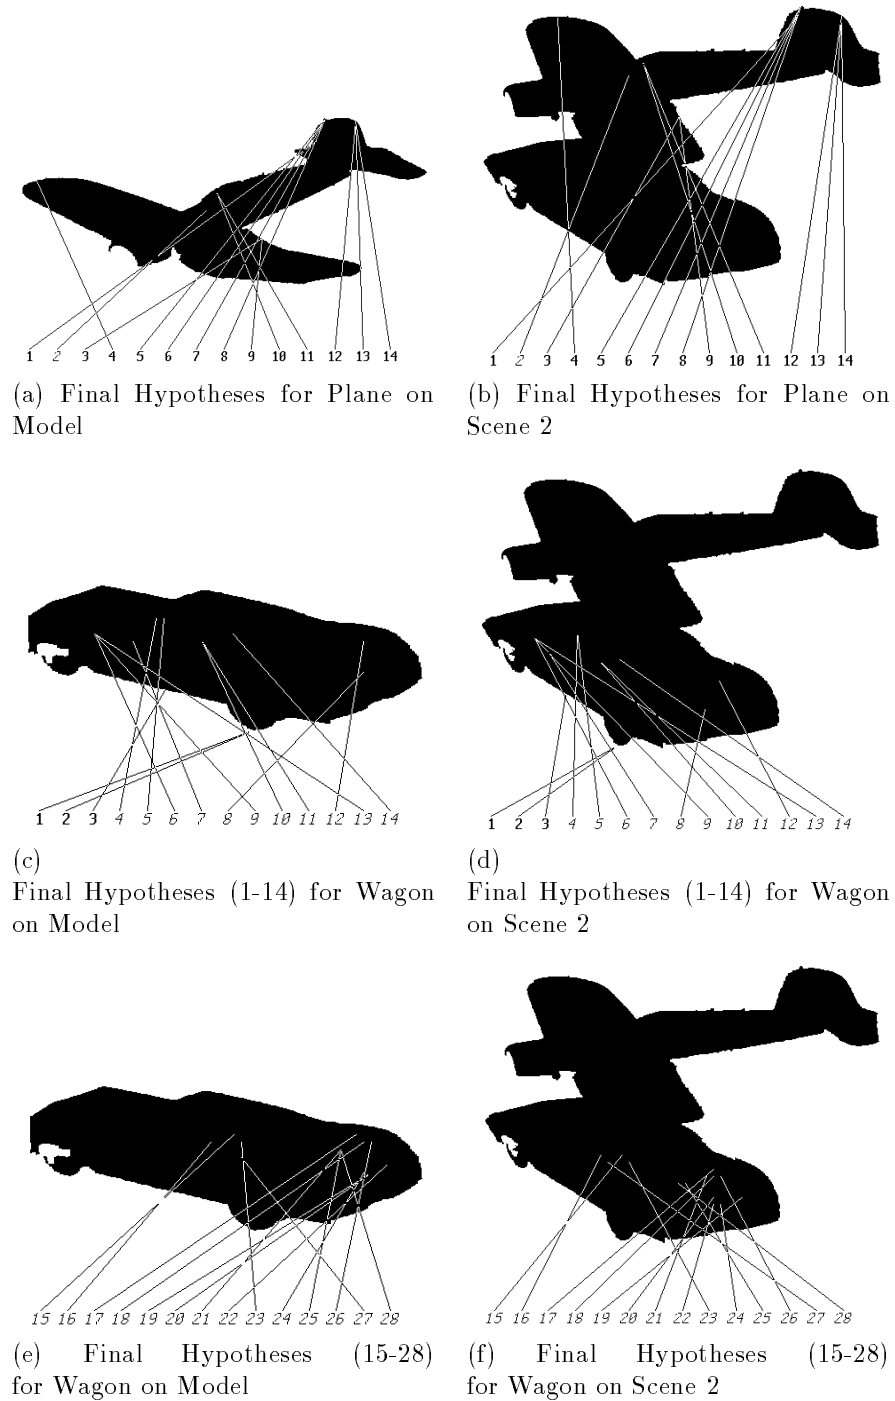 1 2 3 4 5 6 7 8 9 10 11 12 13 14
(a) Final Hypotheses for Plane on
Model
1 2 3 4 5 6 7 8 9 10 11 12 13 14
(b) Final Hypotheses for Plane on
Scene 2
1 2 3 4 5 6 7 8 9 10 11 12 13 14
(c)
Final Hypotheses (1-14) for Wagon
on Model
1 2 3 4 5 6 7 8 9 10 11 12 13 14
(d)
Final Hypotheses (1-14) for Wagon
on Scene 2
15 16 17 18 19 20 21 22 23 24 25 26 27 28
(e) Final Hypotheses (15-28)
for Wagon on Model
15 16 17 18 19 20 21 22 23 24 25 26 27 28
(f) Final Hypotheses (15-28)
for Wagon on Scene 2